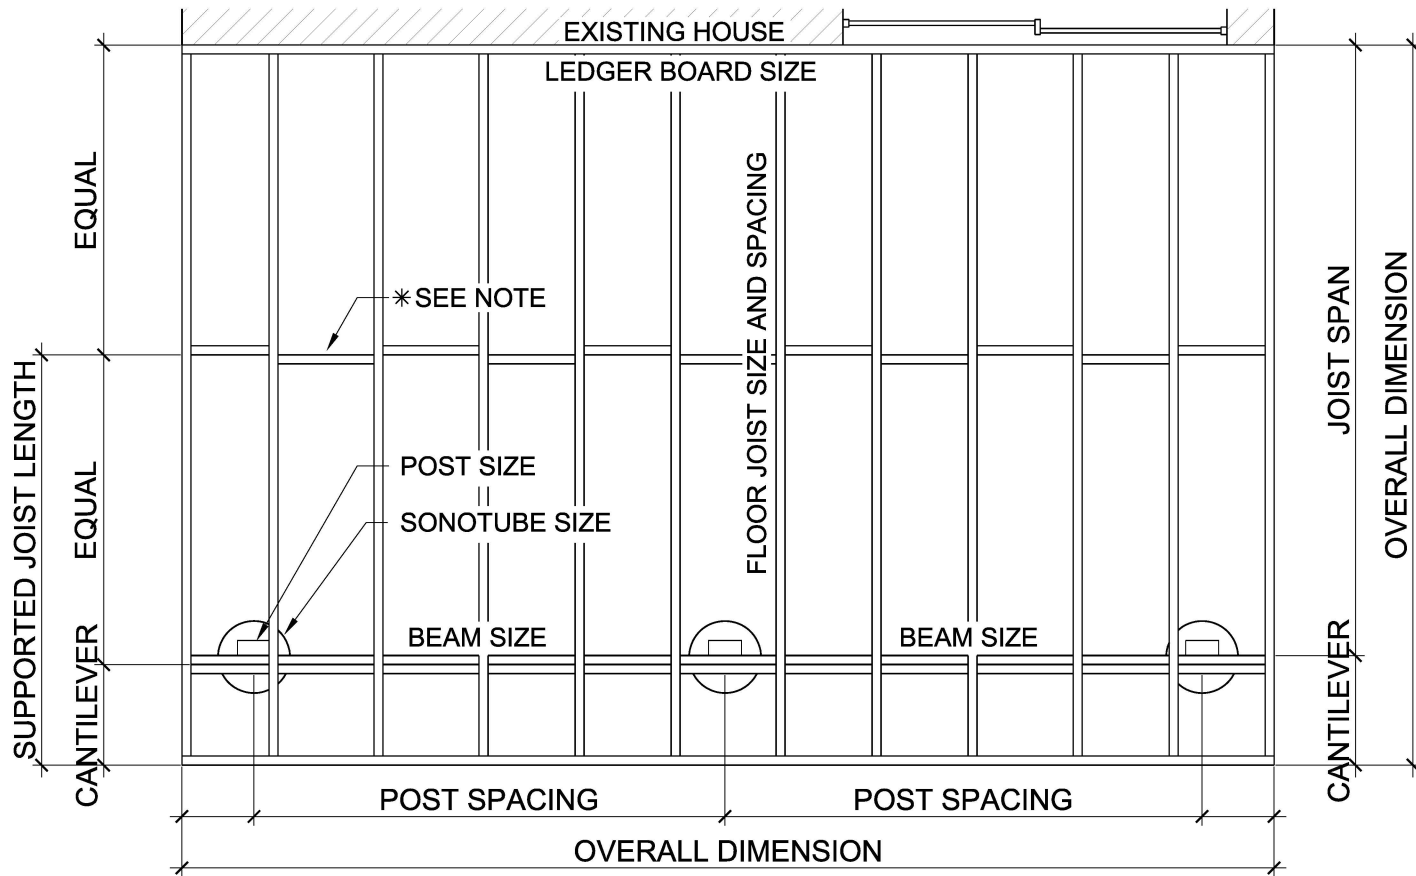 EXISTING HOUSE
LEDGER BOARD SIZE
EQUAL
FLOOR JOIST SIZE AND SPACING
JOIST SPAN
OVERALL DIMENSION
✳ SEE NOTE
SUPPORTED JOIST LENGTH
EQUAL
POST SIZE
SONOTUBE SIZE
BEAM SIZE
BEAM SIZE
CANTILEVER
CANTILEVER
POST SPACING
POST SPACING
OVERALL DIMENSION